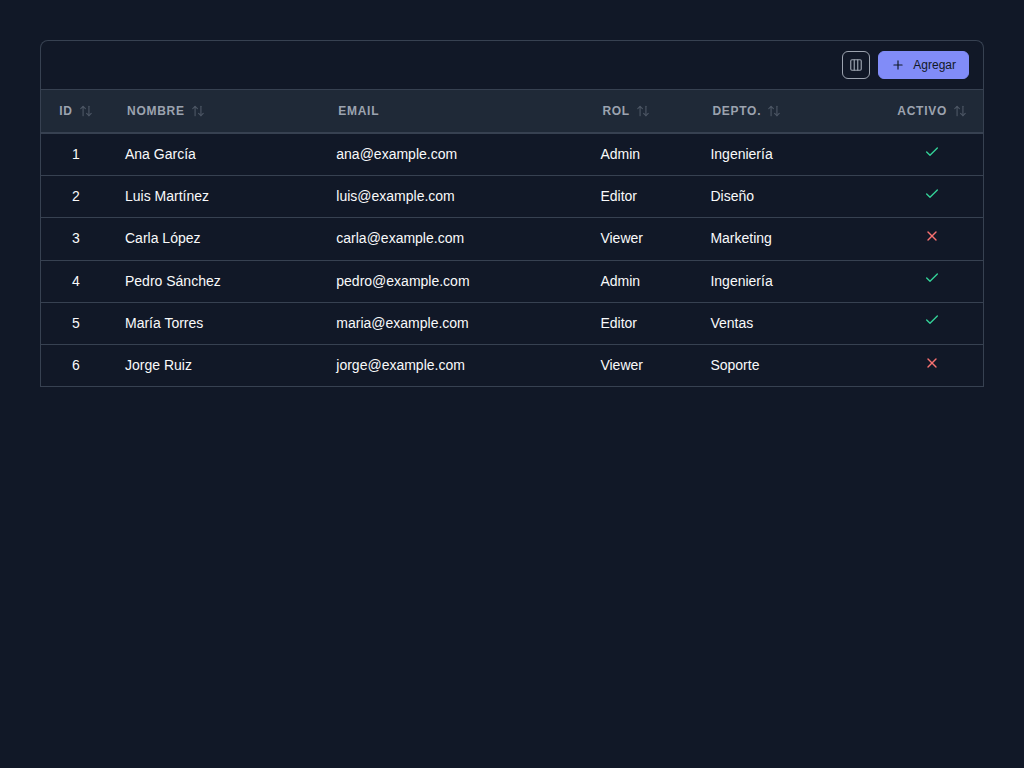 Agregar
ID NOMBRE EMAIL ROL DEPTO. ACTIVO
1 Ana García ana@example.com Admin Ingeniería
2 Luis Martínez luis@example.com Editor Diseño
3 Carla López carla@example.com Viewer Marketing
4 Pedro Sánchez pedro@example.com Admin Ingeniería
5 María Torres maria@example.com Editor Ventas
6 Jorge Ruiz jorge@example.com Viewer Soporte